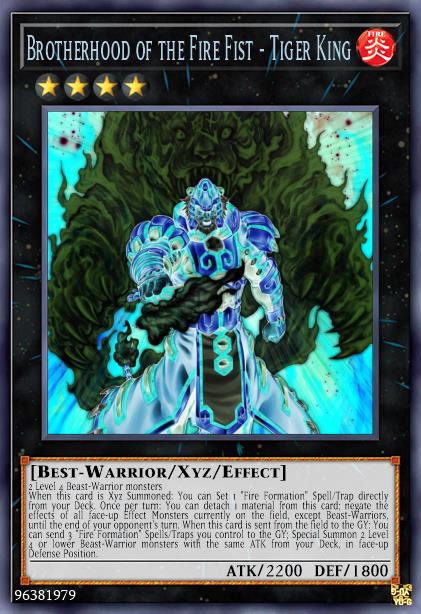 BROTHERHOOD OF THE FIRE FIST - TIGER KING
FIRE
炎
[BEST-WARRIOR/XYZ/EFFECT]
2 Level 4 Beast-Warrior monsters
When this card is Xyz Summoned: You can Set 1 "Fire Formation" Spell/Trap directly
from your Deck. Once per turn: You can detach 1 material from this card; negate the
effects of all face-up Effect Monsters currently on the field, except Beast-Warriors,
until the end of your opponent's turn. When this card is sent from the field to the GY: You
can send 3 "Fire Formation" Spells/Traps you control to the GY; Special Summon 2 Level
4 or lower Beast-Warrior monsters with the same ATK from your Deck, in face-up
Defense Position.
ATK/2200 DEF/1800
96381979